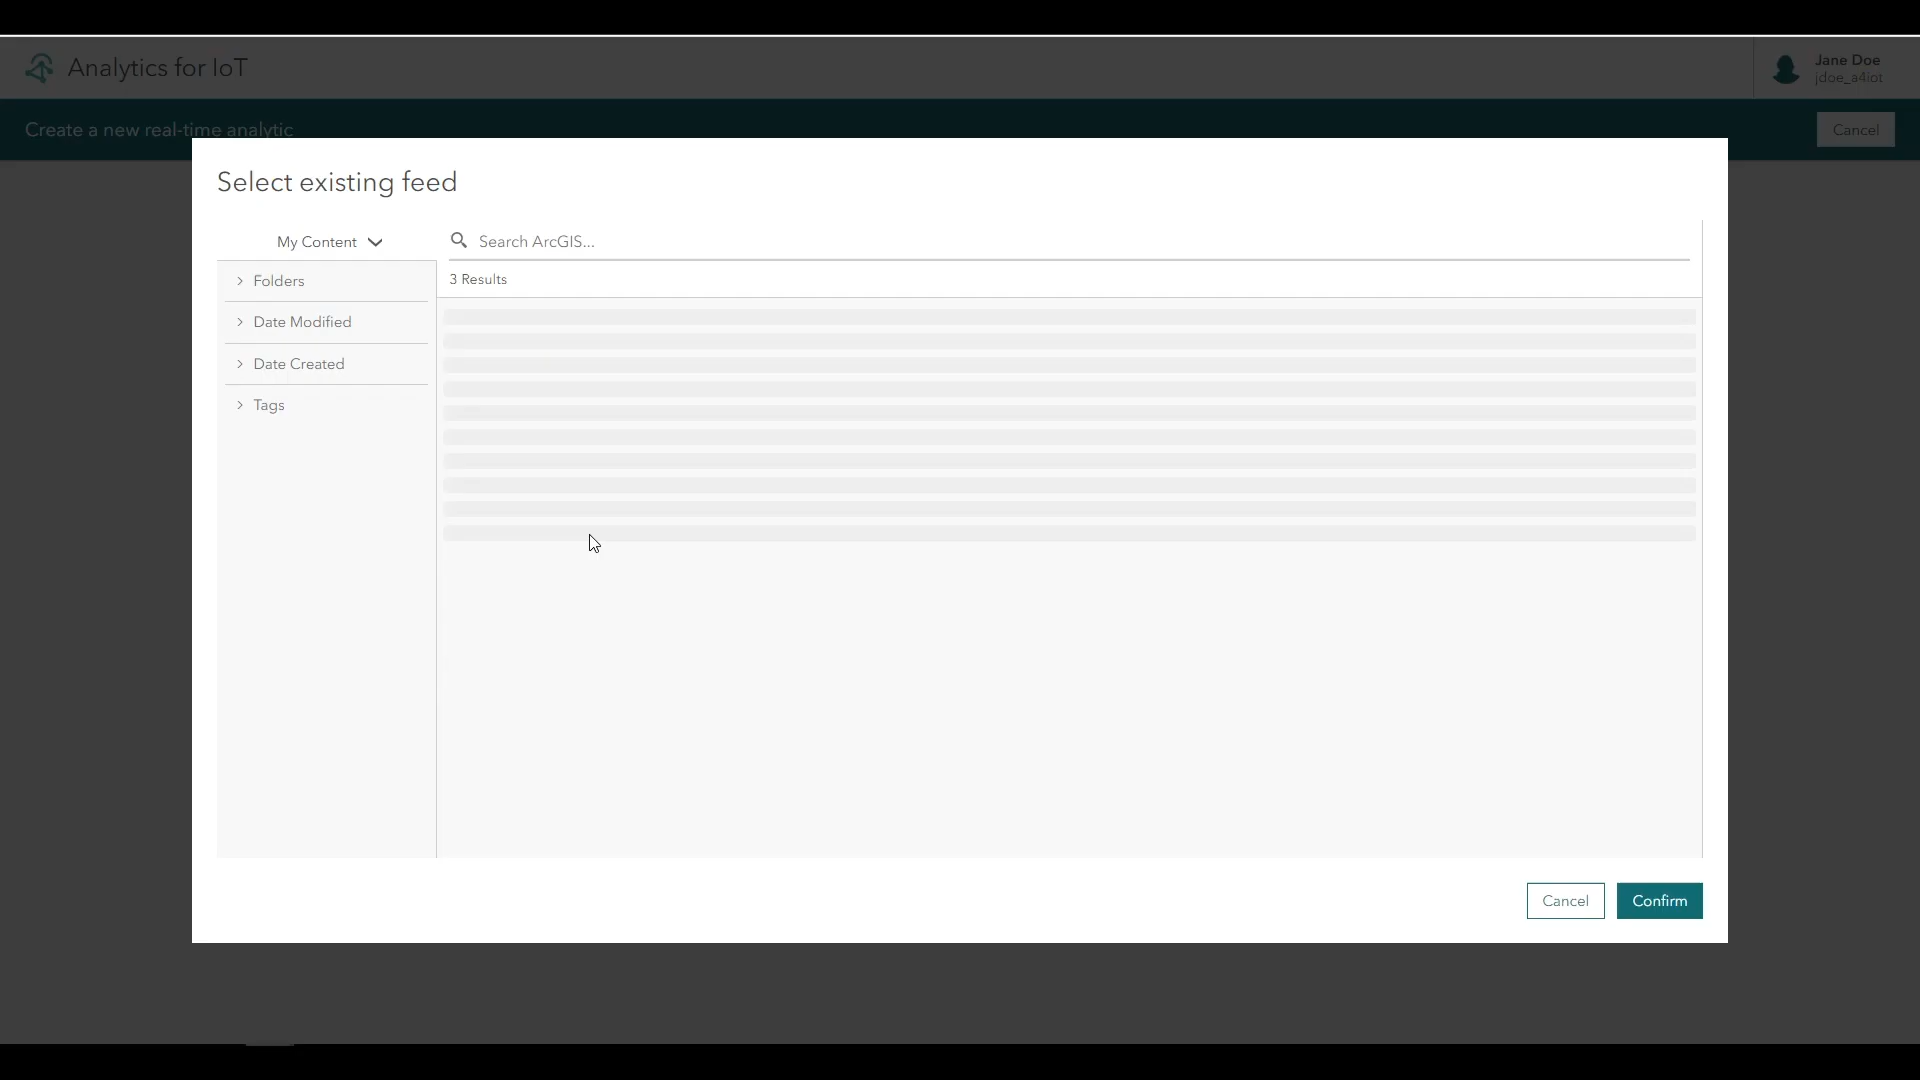 Analytics for IoT
Jane Doe
jdoe_a4iot
Create a new real-time analytic
Cancel
Select existing feed
My Content
Search ArcGIS...
3 Results
Folders
Date Modified
Date Created
Tags
Cancel
Confirm